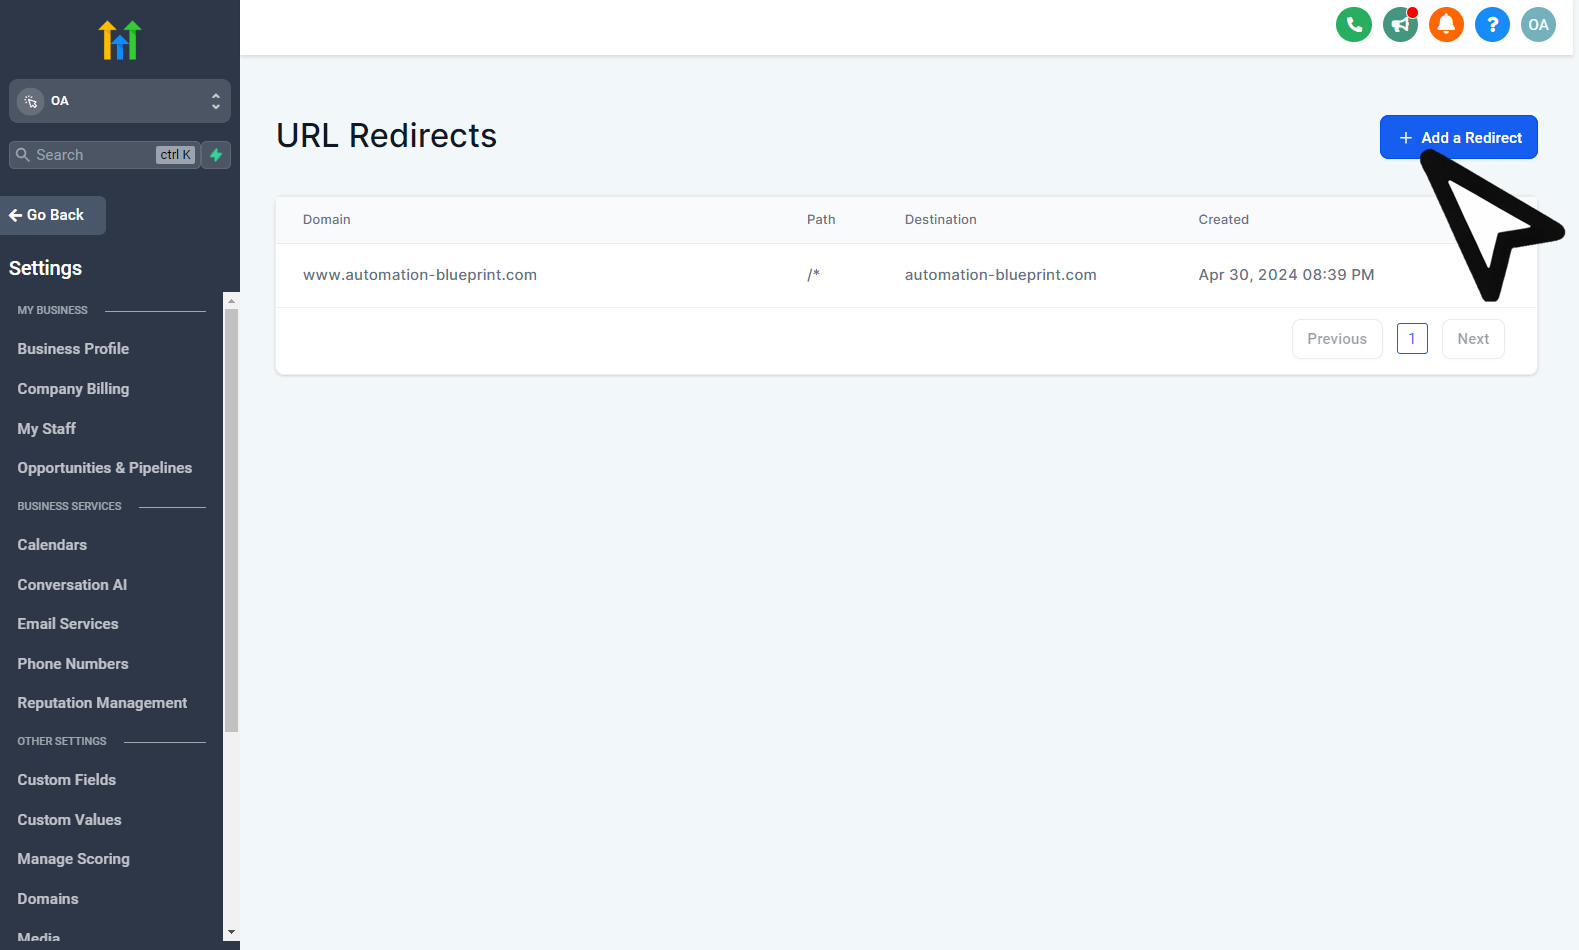 OA
OA
Search ctrl K
URL Redirects
+ Add a Redirect
Go Back
Domain Path Destination Created
www.automation-blueprint.com /* automation-blueprint.com Apr 30, 2024 08:39 PM
Previous 1 Next
Settings
MY BUSINESS
Business Profile
Company Billing
My Staff
Opportunities & Pipelines
BUSINESS SERVICES
Calendars
Conversation AI
Email Services
Phone Numbers
Reputation Management
OTHER SETTINGS
Custom Fields
Custom Values
Manage Scoring
Domains
Media